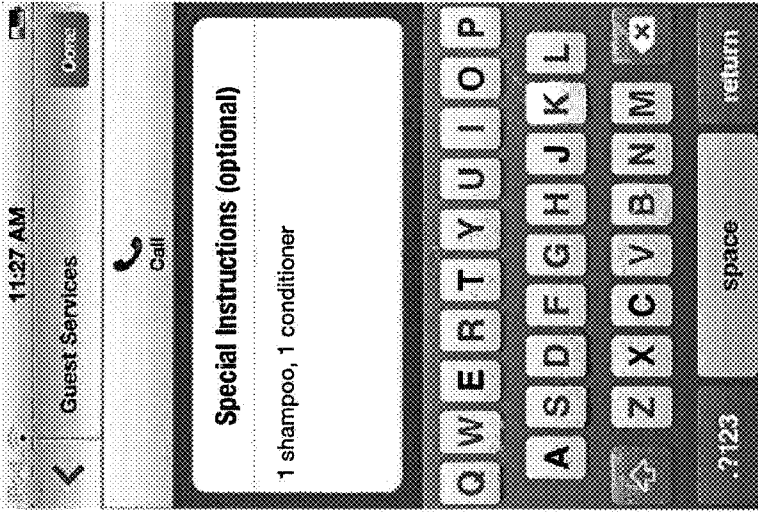 11:27 AM
Guest Services
Done
Call
Special Instructions (optional)
1 shampoo, 1 conditioner
Q W E R T Y U I O P
A S D F G H J K L
Z X C V B N M
.?123 space return